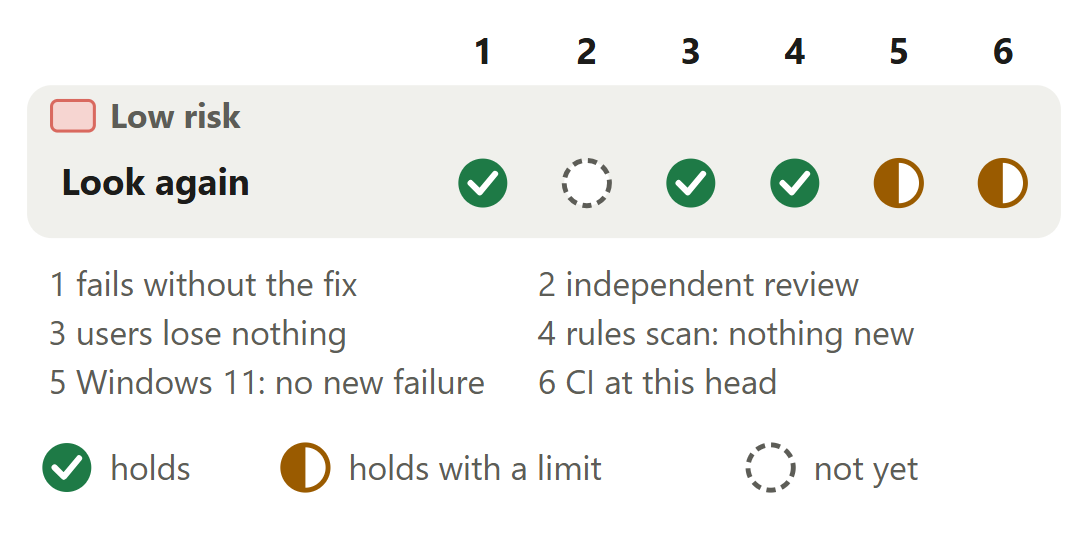 1 2 3 4 5 6
Low risk
Look again
1 fails without the fix
2 independent review
3 users lose nothing
4 rules scan: nothing new
5 Windows 11: no new failure
6 CI at this head
holds
holds with a limit
not yet